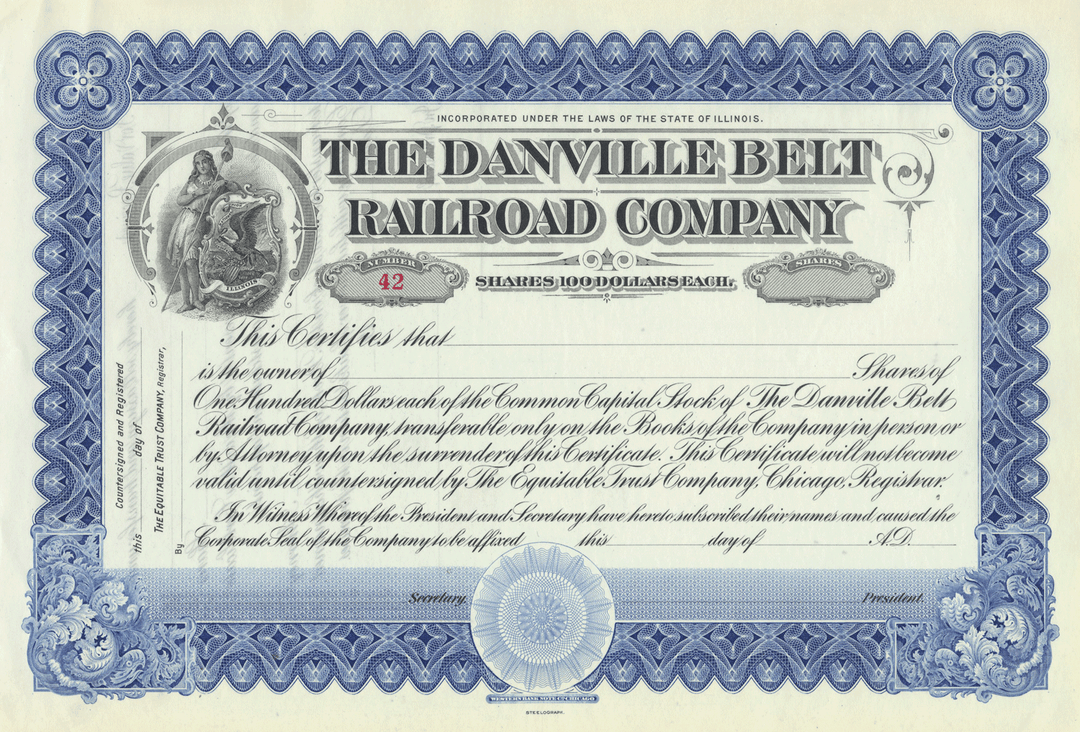 INCORPORATED UNDER THE LAWS OF THE STATE OF ILLINOIS.
THE DANVILLE BELT
RAILROAD COMPANY
ILLINOIS
NUMBER
42
SHARES 100 DOLLARS EACH.
SHARES
This Certifies that
is the owner of Shares of
One Hundred Dollars each of the Common Capital Stock of The Danville Belt
Railroad Company, transferable only on the Books of the Company in person or
by Attorney upon the surrender of this Certificate. This Certificate will not become
valid until countersigned by The Equitable Trust Company, Chicago, Registrar.
In Witness Whereof the President and Secretary have hereto subscribed their names and caused the
Corporate Seal of the Company to be affixed this day of A.D.
Secretary. President.
Countersigned and Registered
this day of
THE EQUITABLE TRUST COMPANY, Registrar,
By
WESTERN BANK NOTE CO. CHICAGO
STEELOGRAPH.